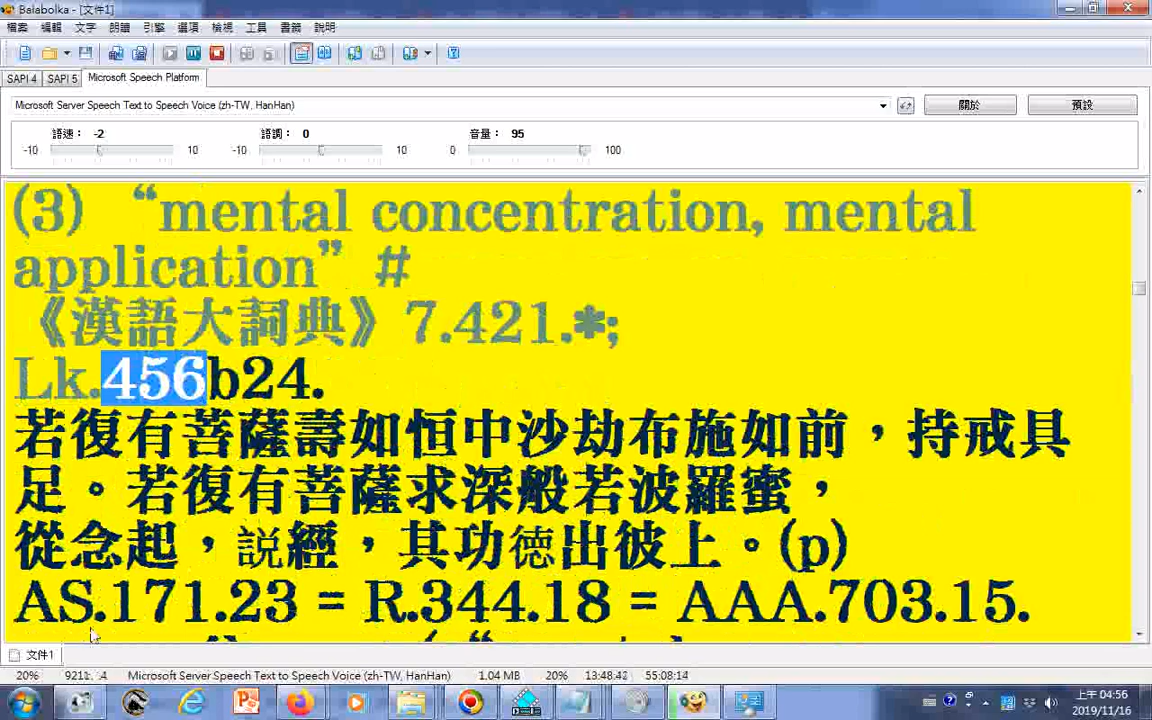 Balabolka - [文件1]
檔案 編輯 文字 朗讀 引擎 選項 檢視 工具 書籤 說明
SAPI 4 SAPI 5 Microsoft Speech Platform
Microsoft Server Speech Text to Speech Voice (zh-TW, HanHan) 關於 預設
語速： -2 語調： 0 音量： 95
-10 10 -10 10 0 100
(3) “mental concentration, mental
application” #
《漢語大詞典》 7.421.*;
Lk.456b24.
若復有菩薩壽如恒中沙劫布施如前，持戒具
足。若復有菩薩求深般若波羅蜜，
從念起，説經，其功徳出彼上。(p)
AS.171.23 = R.344.18 = AAA.703.15.
文件1
20% Microsoft Server Speech Text to Speech Voice (zh-TW, HanHan) 1.04 MB 20% 13:48:42 55:08:14
上午 04:56
2019/11/16